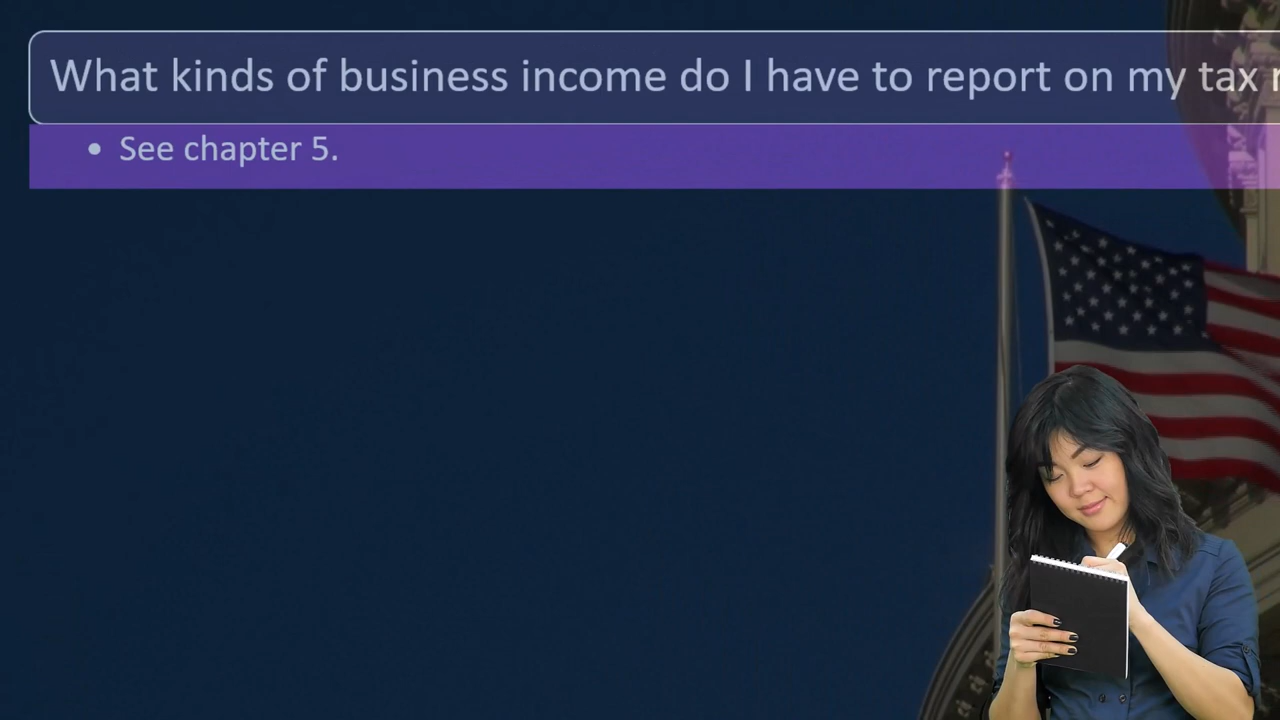 What kinds of business income do I have to report on my tax
• See chapter 5.